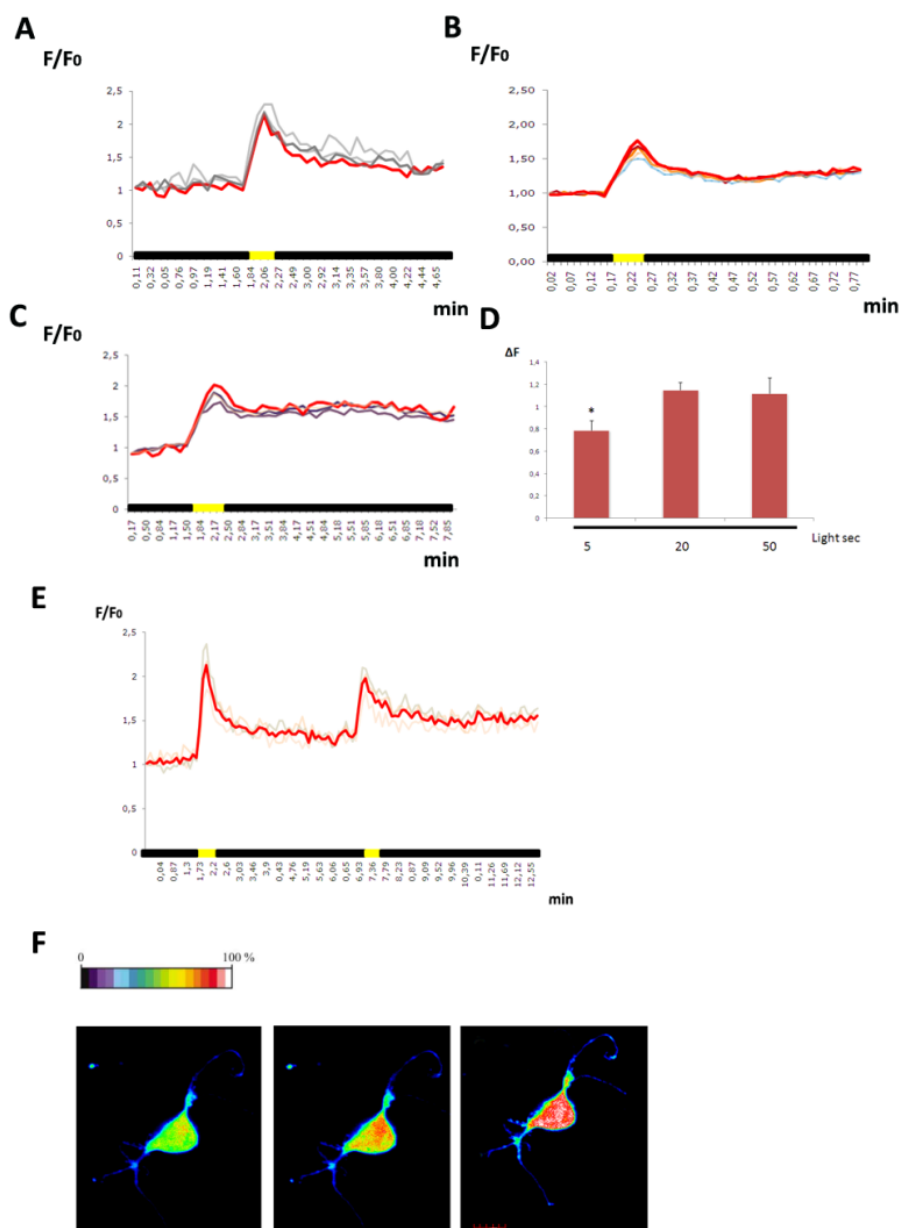 A
F/F0
2,5
2
1,5
1
0,5
0
0,11 0,32 0,05 0,76 0,97 1,19 1,41 1,60 1,84 2,06 2,27 2,49 3,00 2,92 3,14 3,35 3,57 3,80 4,00 4,22 4,44 4,65
min
B
F/F0
2,50
2,00
1,50
1,00
0,50
0,00
0,02 0,07 0,12 0,17 0,22 0,27 0,32 0,37 0,42 0,47 0,52 0,57 0,62 0,67 0,72 0,77
min
C
F/F0
2,5
2
1,5
1
0,5
0
0,17 0,50 0,84 1,17 1,50 1,84 2,17 2,50 2,84 3,17 3,51 3,84 4,17 4,51 4,84 5,18 5,51 5,85 6,18 6,51 6,85 7,18 7,52 7,85
min
D
ΔF
1,4
1,2
1
0,8
0,6
0,4
0,2
0
*
5 20 50
Light sec
E
F/F0
2,5
2
1,5
1
0,5
0
0,04 0,87 1,3 1,73 2,2 2,6 3,03 3,46 3,9 0,43 4,76 5,19 5,63 6,06 0,65 6,93 7,36 7,79 8,23 0,87 9,09 9,52 9,96 10,39 0,11 11,26 11,69 12,12 12,55
min
F
0 100 %